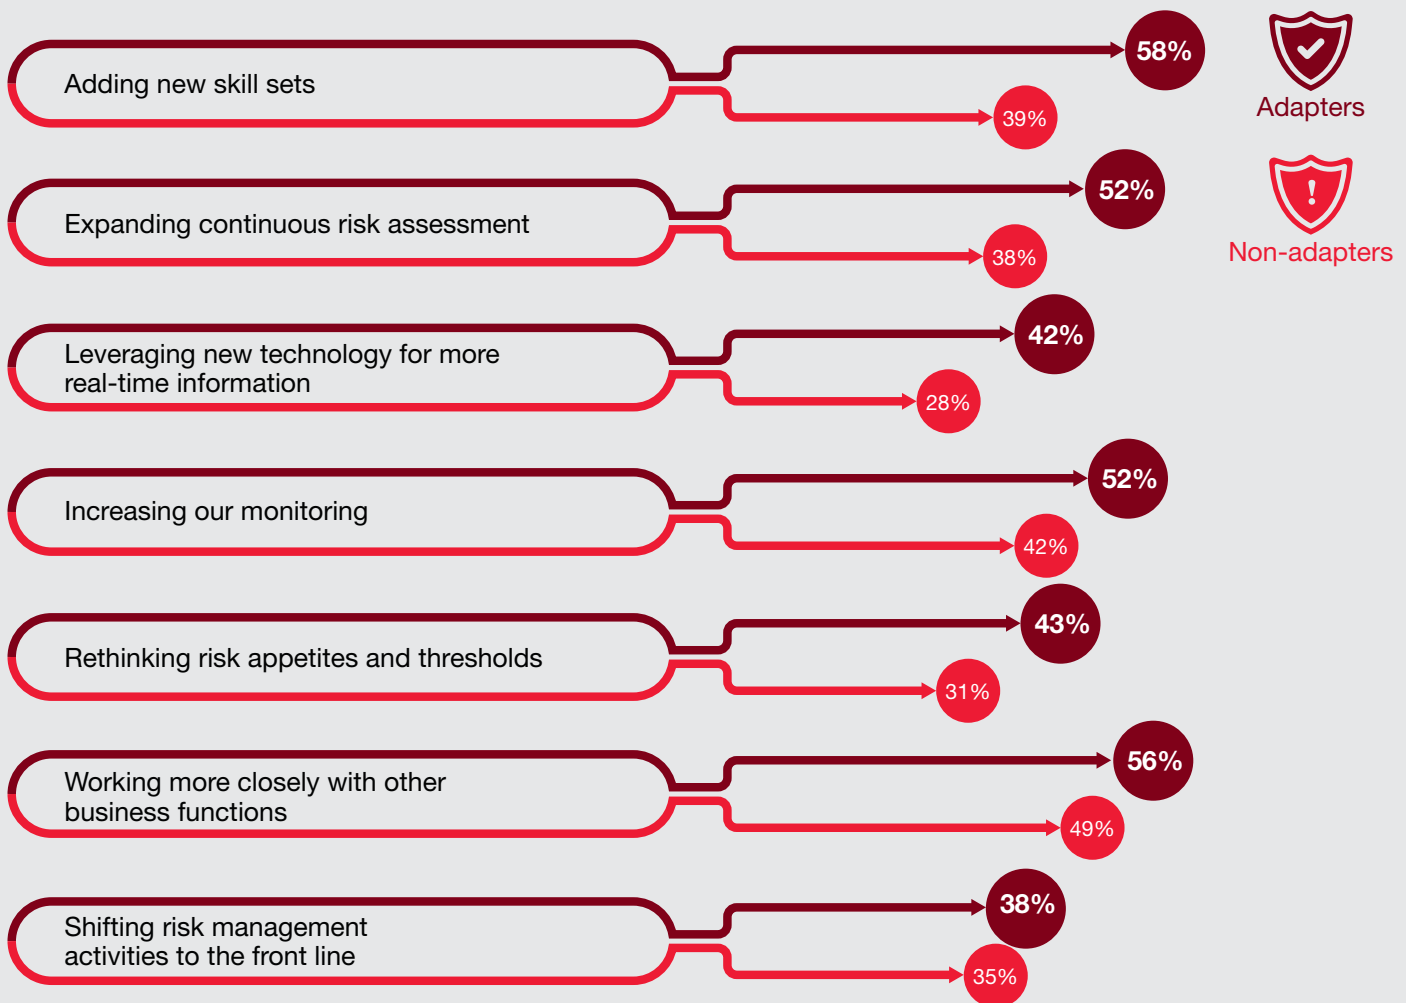 Adding new skill sets
58%
39%
Adapters
Expanding continuous risk assessment
52%
38%
!
Non-adapters
Leveraging new technology for more
real-time information
42%
28%
Increasing our monitoring
52%
42%
Rethinking risk appetites and thresholds
43%
31%
Working more closely with other
business functions
56%
49%
Shifting risk management
activities to the front line
38%
35%